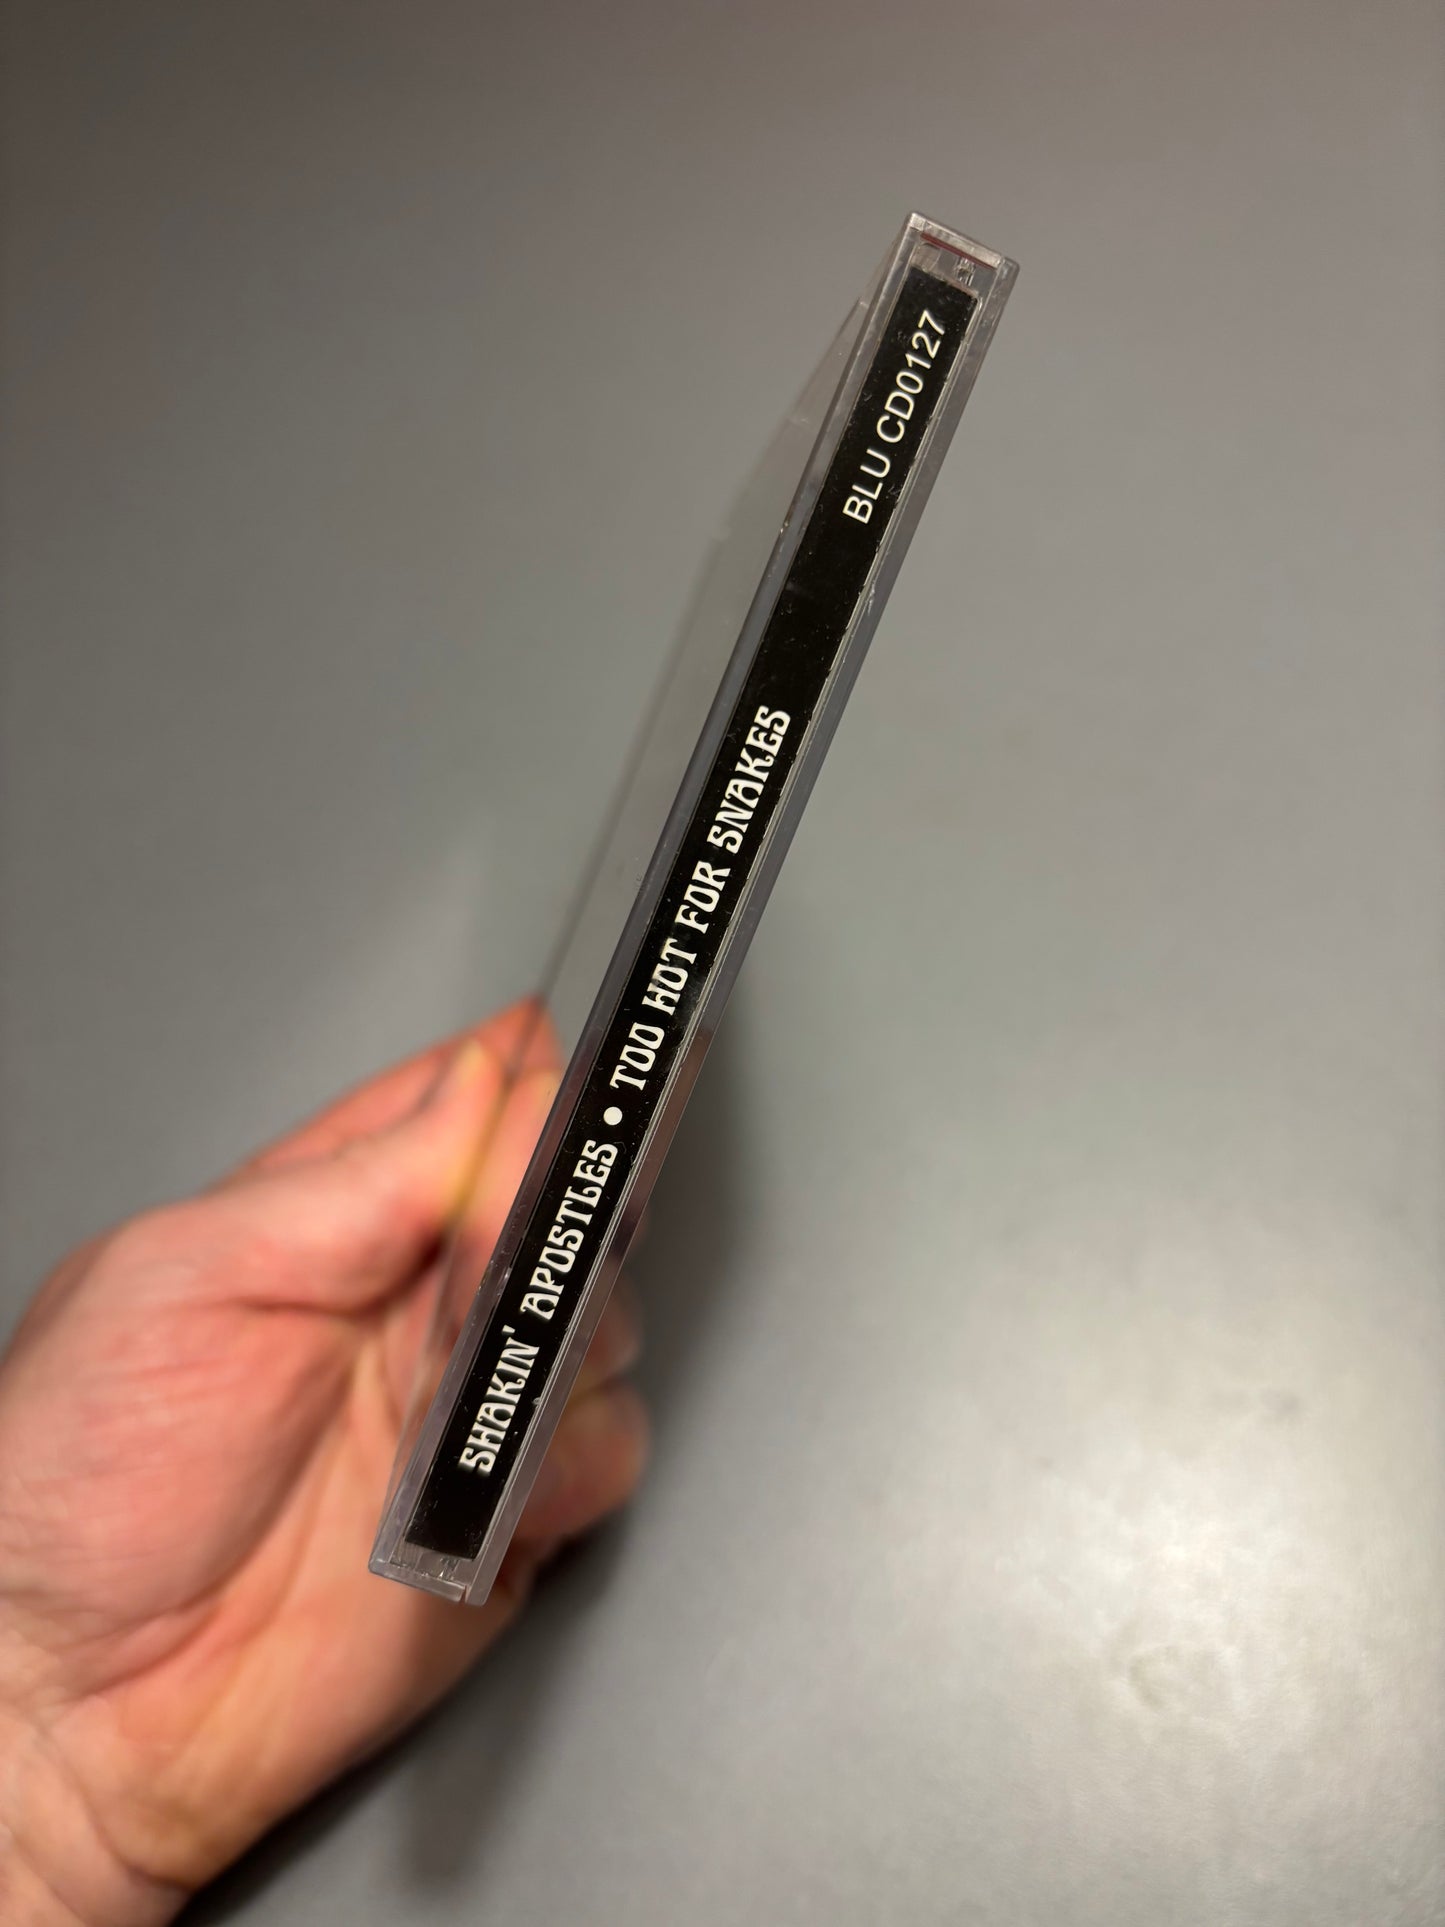 SHAKIN' APOSTLES • TOO HOT FOR SNAKES BLU CD0127